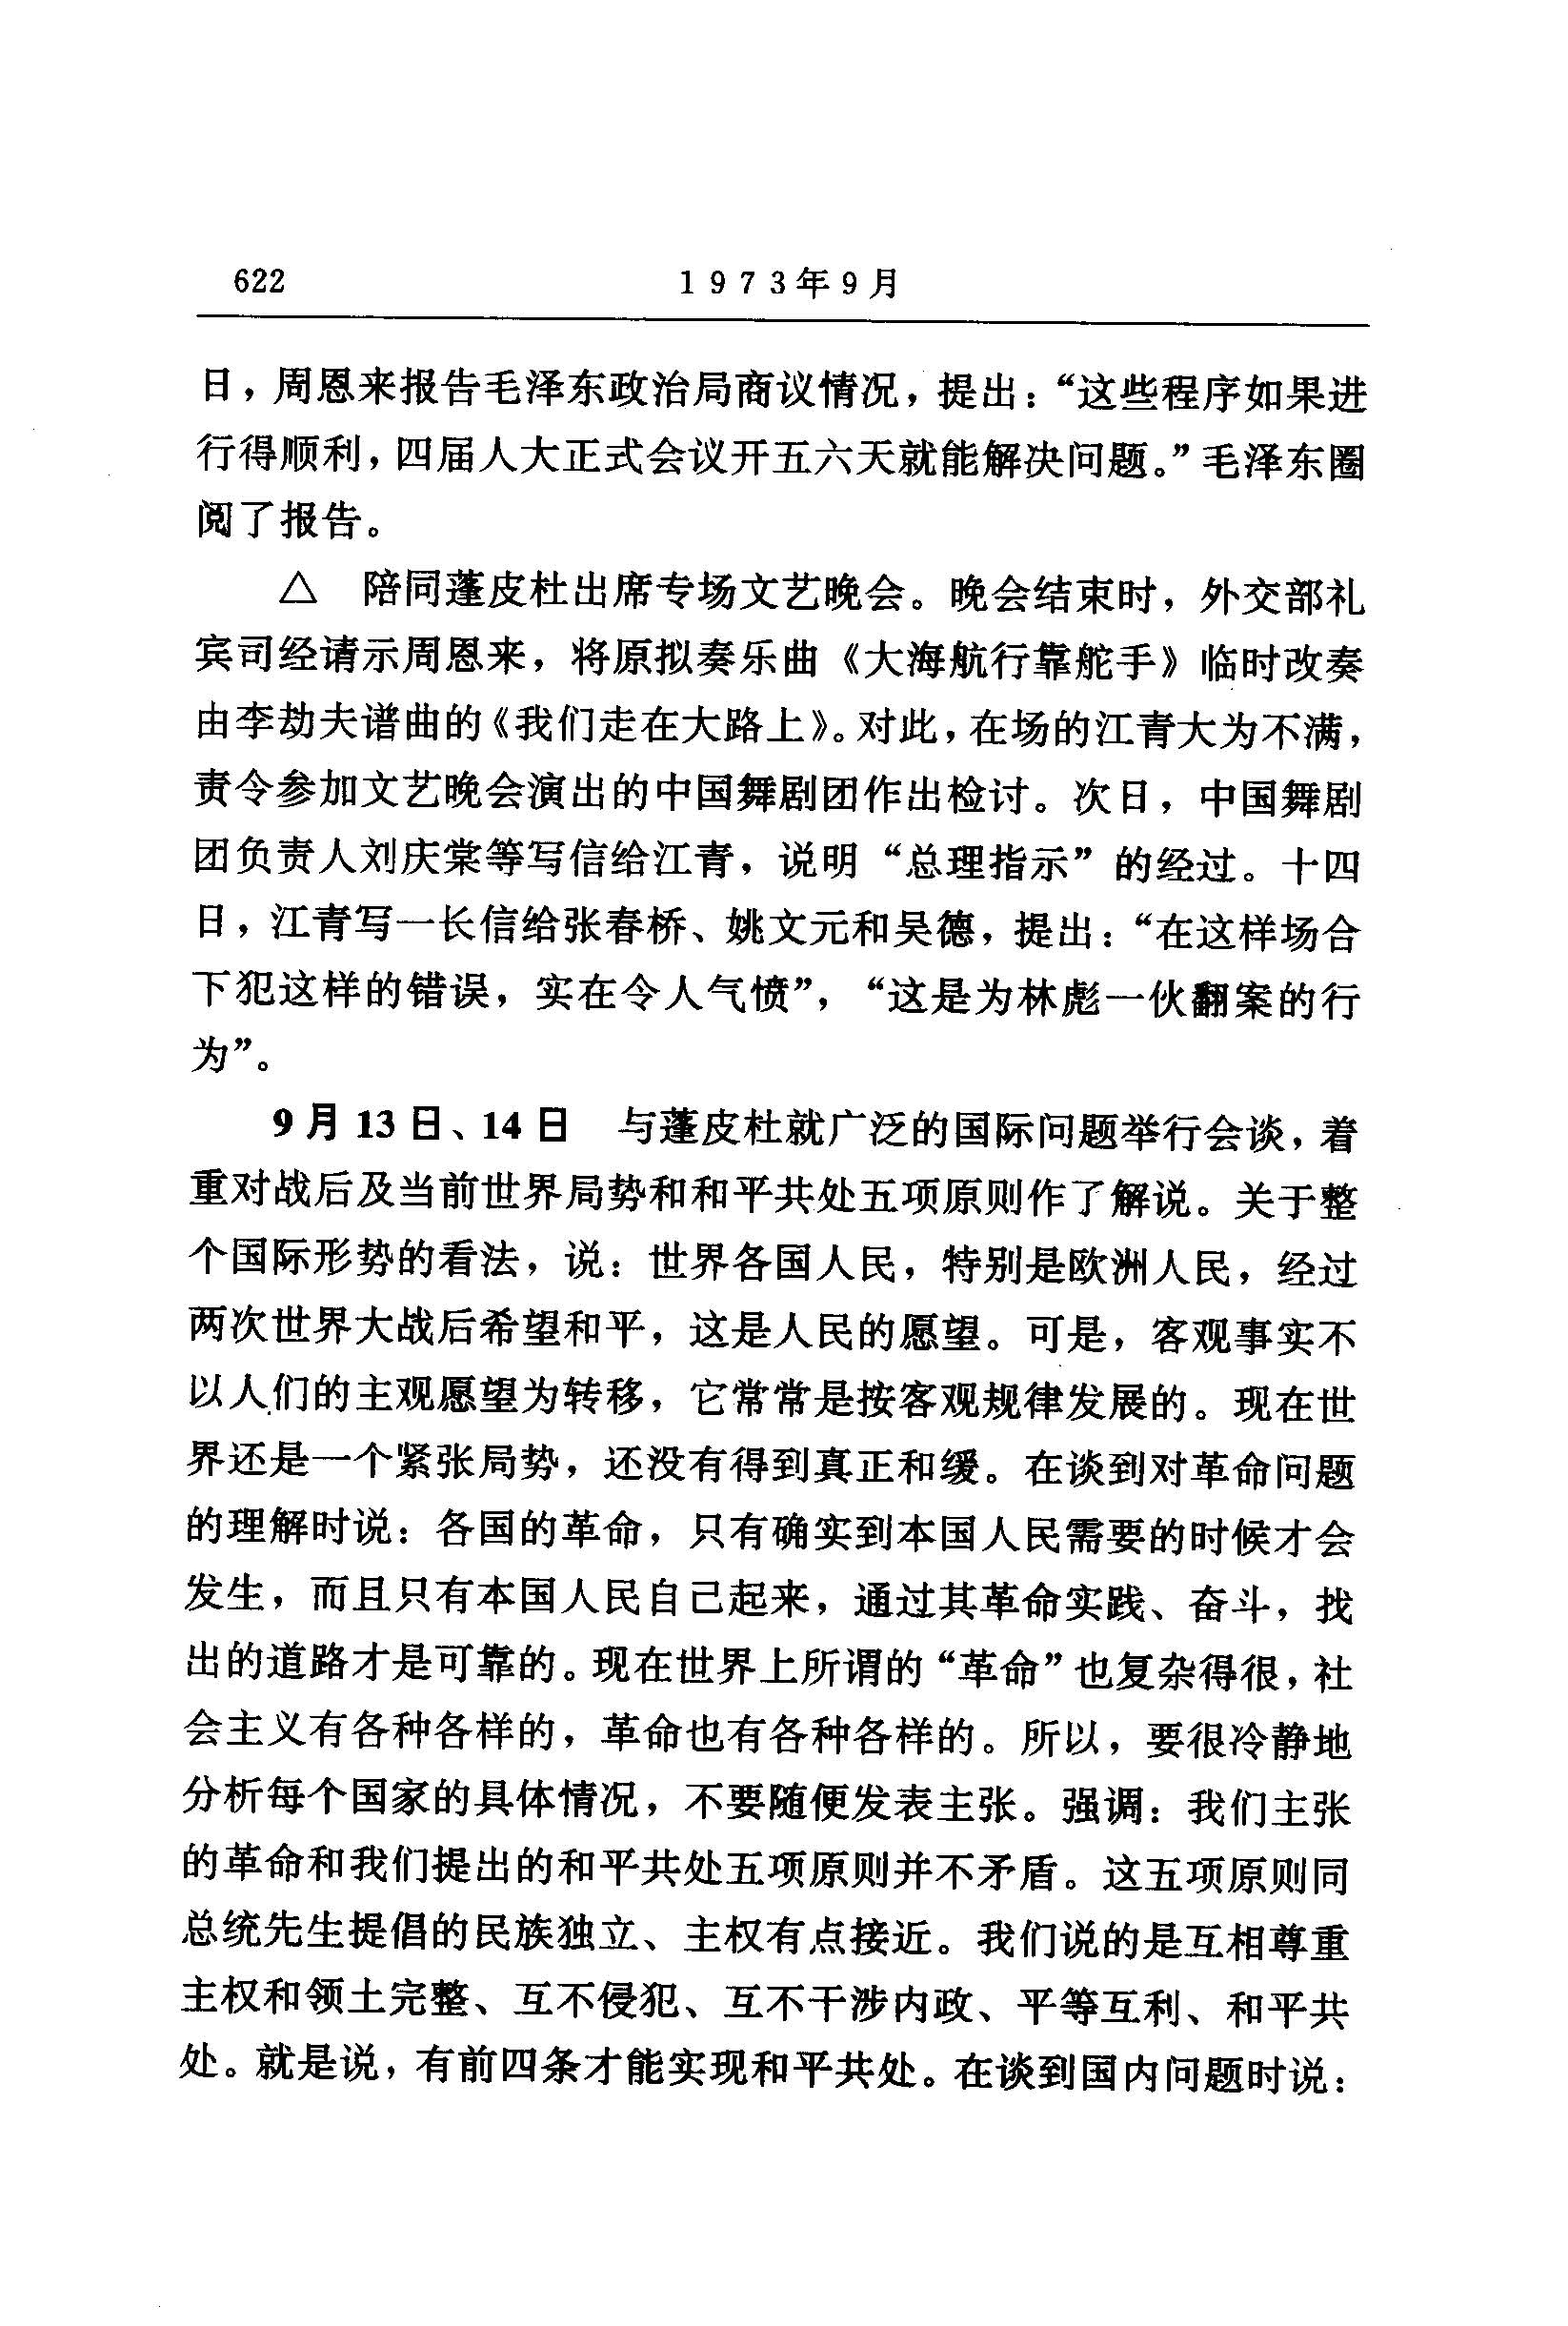 622
1973年9月
日，周恩来报告毛泽东政治局商议情况，提出：“这些程序如果进
行得顺利，四届人大正式会议开五六天就能解决问题。”毛泽东圈
阅了报告。
△　陪同蓬皮杜出席专场文艺晚会。晚会结束时，外交部礼
宾司经请示周恩来，将原拟奏乐曲《大海航行靠舵手》临时改奏
由李劫夫谱曲的《我们走在大路上》。对此，在场的江青大为不满，
责令参加文艺晚会演出的中国舞剧团作出检讨。次日，中国舞剧
团负责人刘庆棠等写信给江青，说明“总理指示”的经过。十四
日，江青写一长信给张春桥、姚文元和吴德，提出：“在这样场合
下犯这样的错误，实在令人气愤”，“这是为林彪一伙翻案的行
为”。
9月13日、14日　与蓬皮杜就广泛的国际问题举行会谈，着
重对战后及当前世界局势和和平共处五项原则作了解说。关于整
个国际形势的看法，说：世界各国人民，特别是欧洲人民，经过
两次世界大战后希望和平，这是人民的愿望。可是，客观事实不
以人们的主观愿望为转移，它常常是按客观规律发展的。现在世
界还是一个紧张局势，还没有得到真正和缓。在谈到对革命问题
的理解时说：各国的革命，只有确实到本国人民需要的时候才会
发生，而且只有本国人民自己起来，通过其革命实践、奋斗，找
出的道路才是可靠的。现在世界上所谓的“革命”也复杂得很，社
会主义有各种各样的，革命也有各种各样的。所以，要很冷静地
分析每个国家的具体情况，不要随便发表主张。强调：我们主张
的革命和我们提出的和平共处五项原则并不矛盾。这五项原则同
总统先生提倡的民族独立、主权有点接近。我们说的是互相尊重
主权和领土完整、互不侵犯、互不干涉内政、平等互利、和平共
处。就是说，有前四条才能实现和平共处。在谈到国内问题时说：